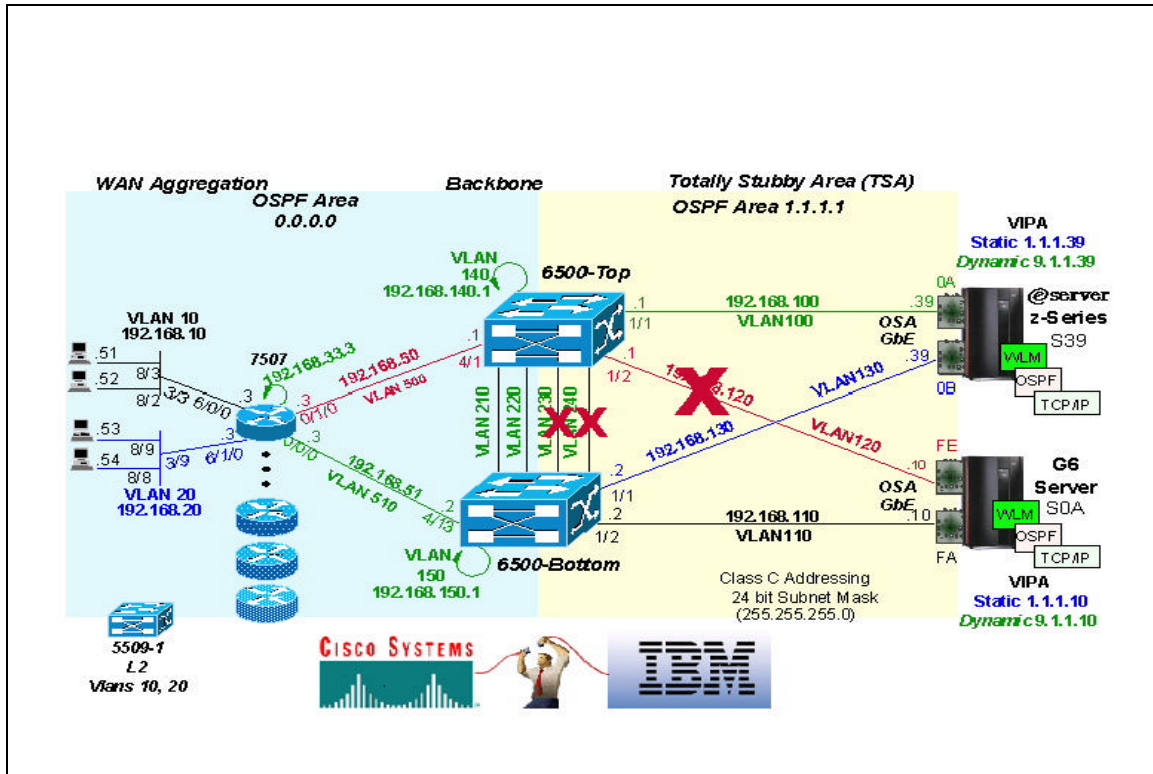 WAN Aggregation
Backbone
Totally Stubby Area (TSA)
OSPF Area
0.0.0.0
OSPF Area 1.1.1.1
VIPA
Static 1.1.1.39
Dynamic 9.1.1.39
VLAN
140
192.168.140.1
6500-Top
.1
1/1
192.168.100
VLAN100
.39
0A
OSA
GbE
@server
z-Series
S39
WLM
OSPF
TCP/IP
VLAN 10
192.168.10
.51
8/3
.52
8/2
3/3
6/0/0
.3
7507
192.168.33.3
192.168.50
VLAN 500
.3
0/1/0
.1
4/1
.1
1/2
.120
VLAN120
VLAN130
192.168.130
.39
0B
VLAN 210
VLAN 220
VLAN 230
VLAN 240
.53
8/9
.54
8/8
3/9
6/1/0
.3
VLAN 20
192.168.20
.3
0/0/0
192.168.51
VLAN 510
.2
4/13
.2
1/1
.2
1/2
192.168.110
VLAN110
.10
FE
OSA
GbE
.10
FA
G6
Server
S0A
WLM
OSPF
TCP/IP
VIPA
Static 1.1.1.10
Dynamic 9.1.1.10
VLAN
150
192.168.150.1
6500-Bottom
Class C Addressing
24 bit Subnet Mask
(255.255.255.0)
5509-1
L2
Vlans 10, 20
CISCO SYSTEMS
IBM